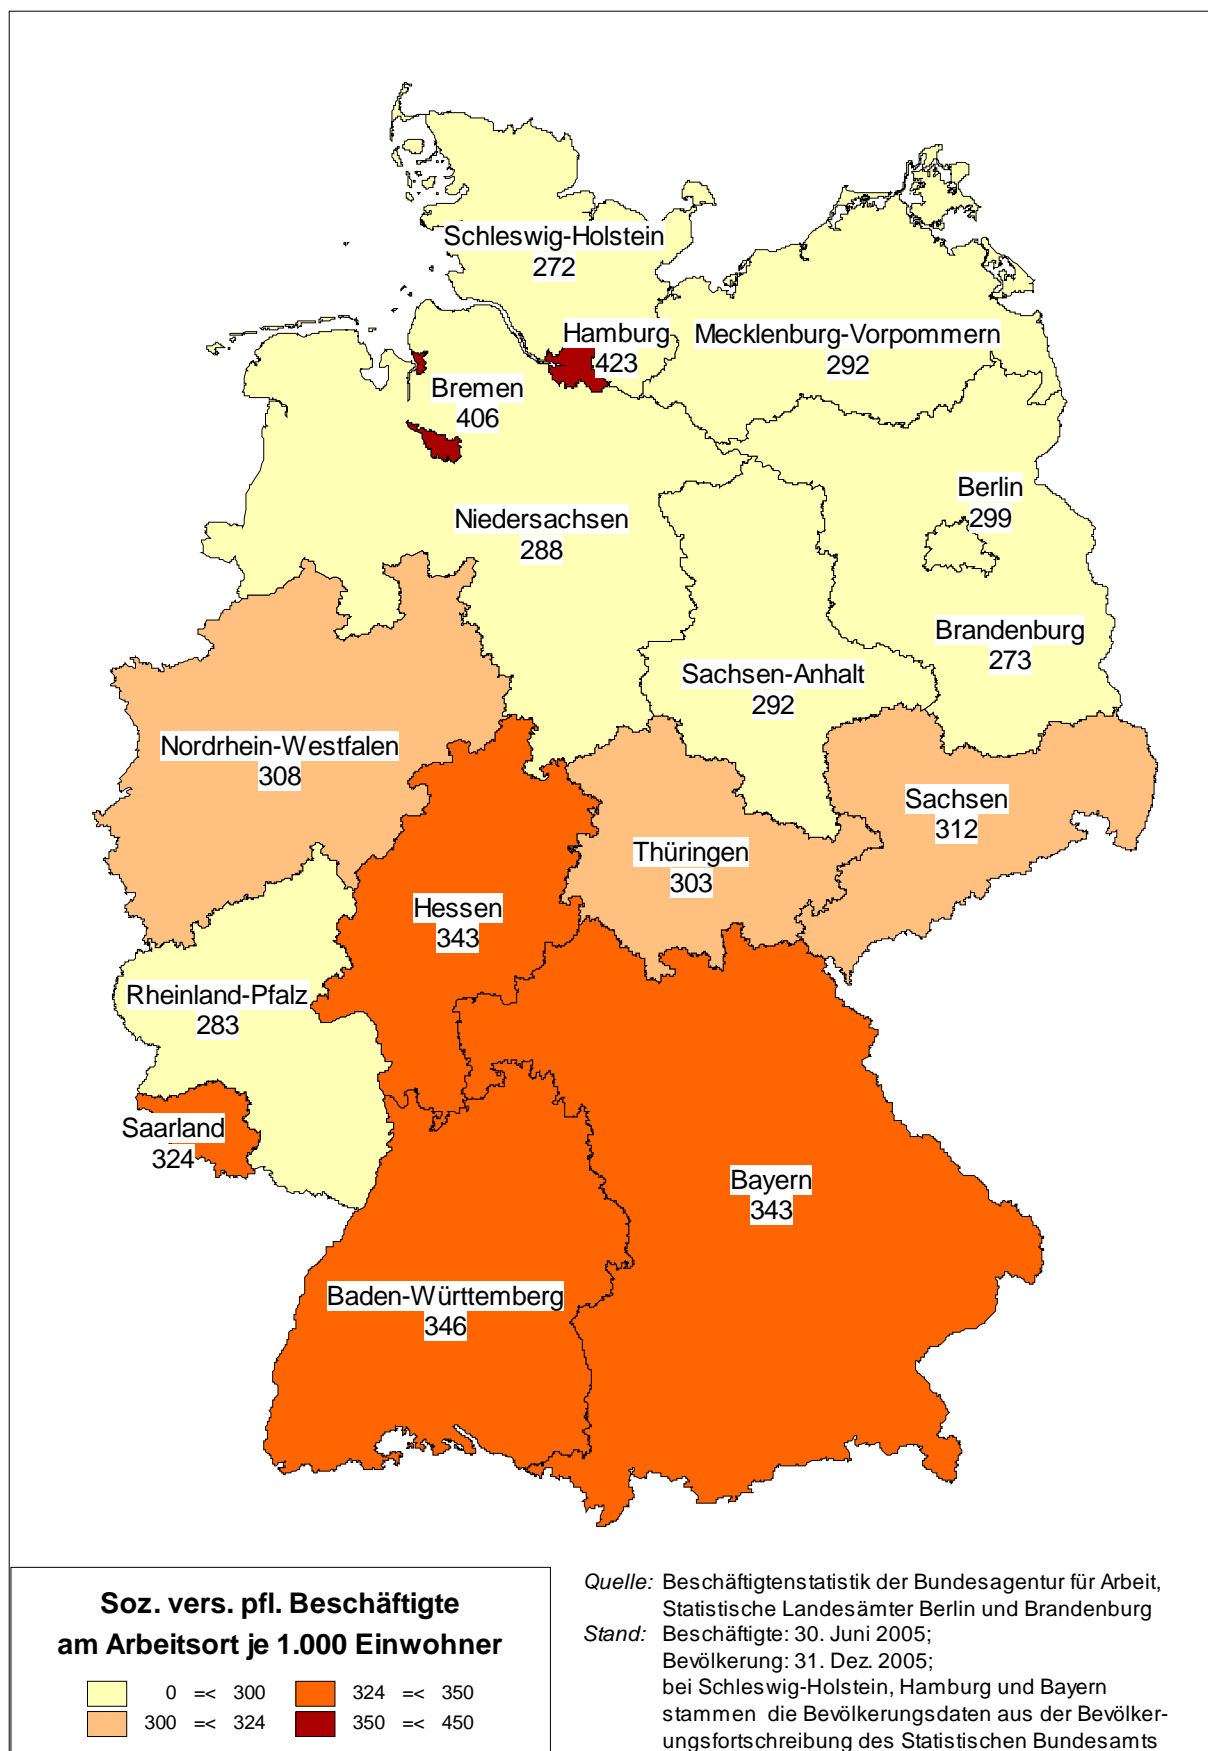 Schleswig-Holstein
272
Hamburg
423
Mecklenburg-Vorpommern
292
Bremen
406
Berlin
299
Niedersachsen
288
Brandenburg
273
Sachsen-Anhalt
292
Nordrhein-Westfalen
308
Sachsen
312
Thüringen
303
Hessen
343
Rheinland-Pfalz
283
Saarland
324
Bayern
343
Baden-Württemberg
346
Soz. vers. pfl. Beschäftigte
am Arbeitsort je 1.000 Einwohner
0 =< 300
324 =< 350
300 =< 324
350 =< 450
Quelle: Beschäftigtenstatistik der Bundesagentur für Arbeit,
Statistische Landesämter Berlin und Brandenburg
Stand: Beschäftigte: 30. Juni 2005;
Bevölkerung: 31. Dez. 2005;
bei Schleswig-Holstein, Hamburg und Bayern
stammen die Bevölkerungsdaten aus der Bevölker-
ungsfortschreibung des Statistischen Bundesamts